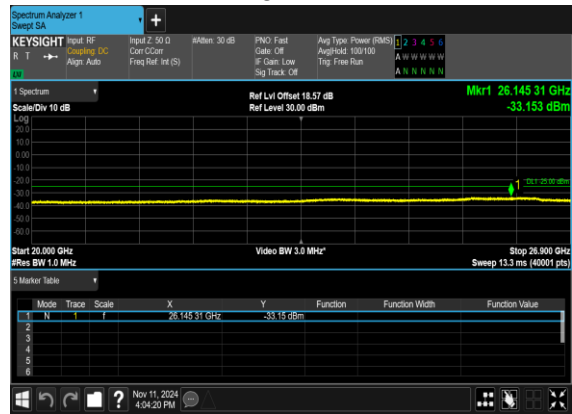 Spectrum Analyzer 1
Swept SA
+
KEYSIGHT Input: RF Input Z: 50 Ω #Atten: 30 dB PNO: Fast Avg Type: Power (RMS) 1 2 3 4 5 6
R T Coupling: DC Corr CCorr Gate: Off Avg|Hold: 100/100 A W W W W W
Align: Auto Freq Ref: Int (S) IF Gain: Low Trig: Free Run
Sig Track: Off A N N N N N
1 Spectrum Ref Lvl Offset 18.57 dB Mkr1 26.145 31 GHz
Scale/Div 10 dB Ref Level 30.00 dBm -33.153 dBm
Log
20.0
10.0
0.00
-10.0
-20.0
1 DL1 -25.00 dBm
-30.0
-40.0
-50.0
-60.0
Start 20.000 GHz Video BW 3.0 MHz* Stop 26.900 GHz
#Res BW 1.0 MHz Sweep 13.3 ms (40001 pts)
5 Marker Table
Mode Trace Scale X Y Function Function Width Function Value
1 N 1 f 26.145 31 GHz -33.15 dBm
2
3
4
5
6
? Nov 11, 2024
4:04:20 PM